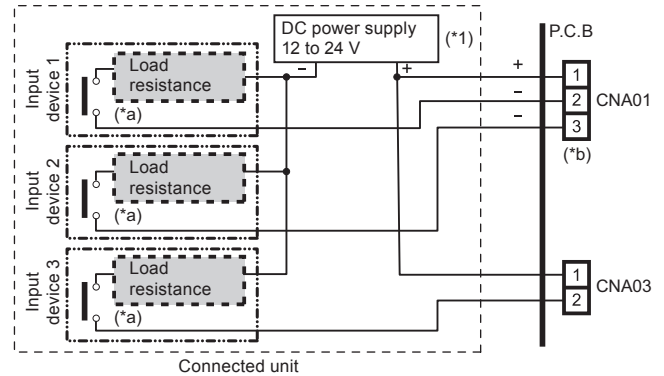 DC power supply
12 to 24 V
(*1)
P.C.B
Input
device 1
Load
resistance
(*a)
–
+
+
–
–
1
2
3
CNA01
(*b)
Input
device 2
Load
resistance
(*a)
Input
device 3
Load
resistance
(*a)
1
2
CNA03
Connected unit